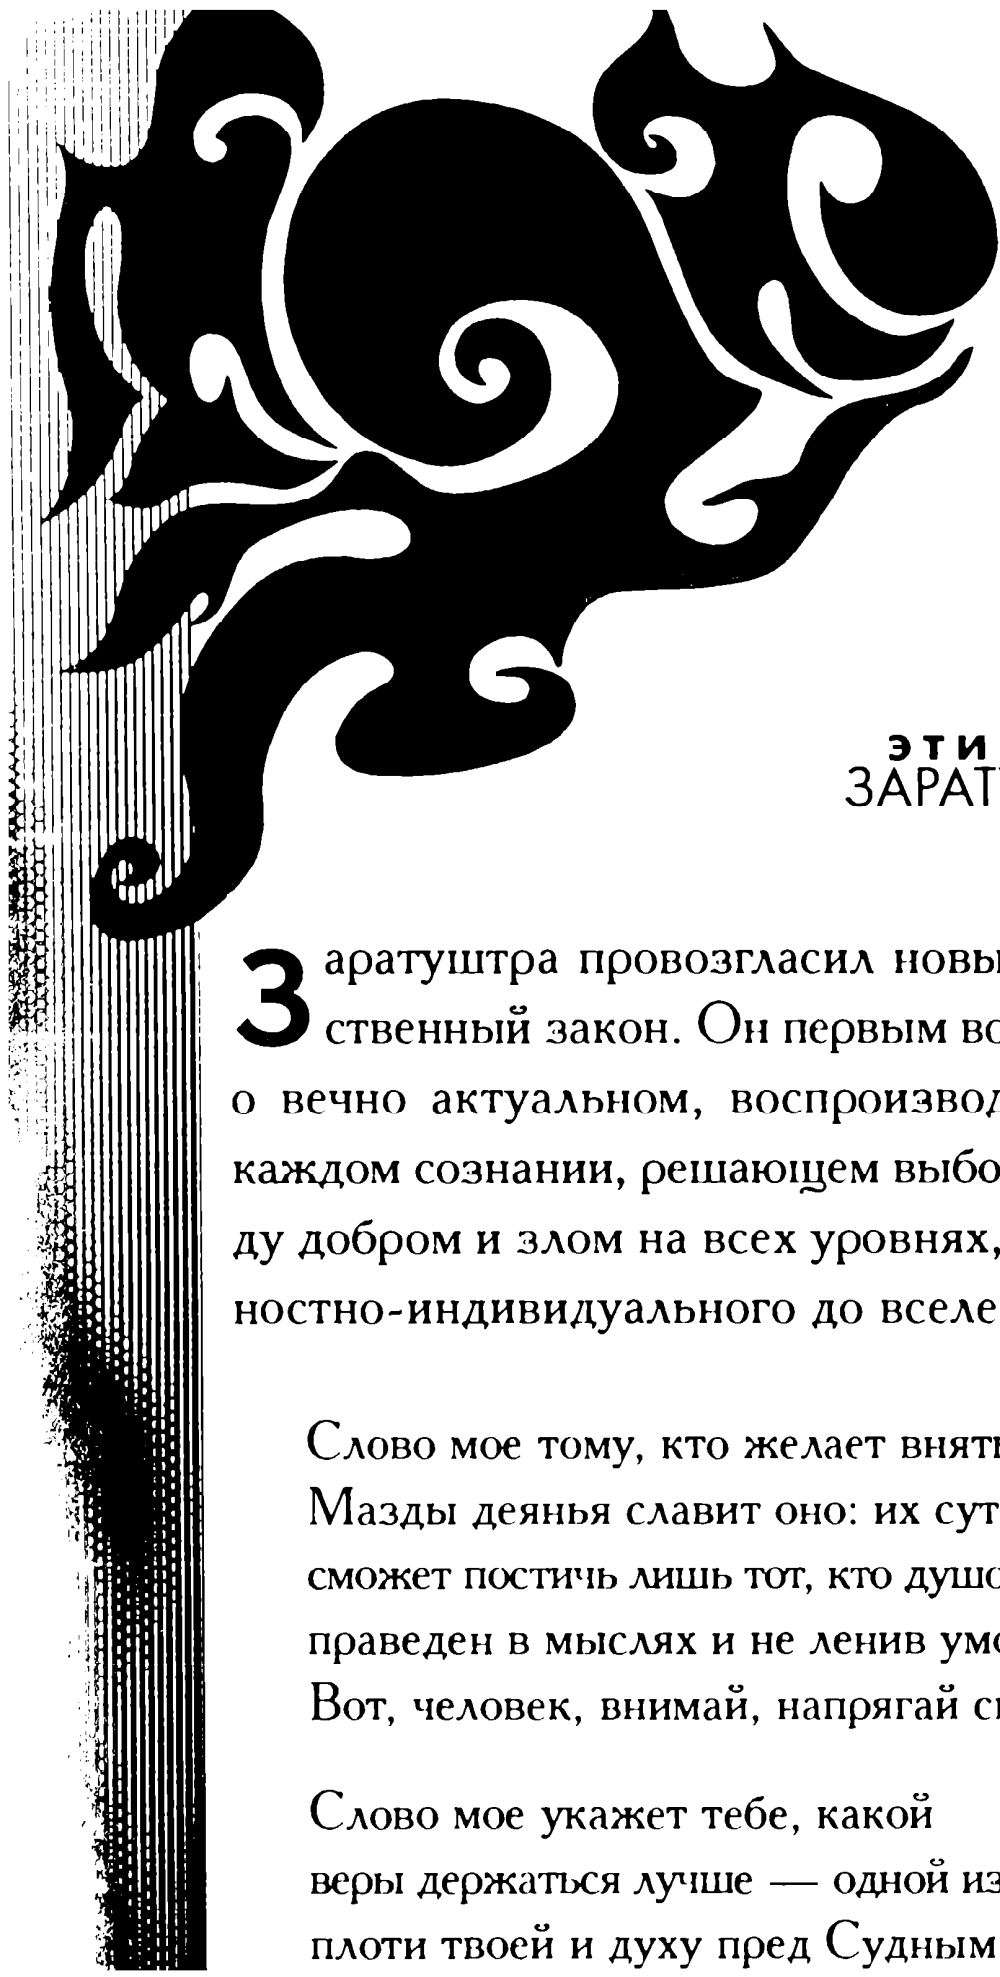 ЭТИ
ЗАРАТ
Заратуштра провозгласил новы
ственный закон. Он первым во
о вечно актуальном, воспроизвод
каждом сознании, решающем выбо
ду добром и злом на всех уровнях,
ностно-индивидуального до вселе
Слово мое тому, кто желает внять
Мазды деянья славит оно: их сут
сможет постичь лишь тот, кто душо
праведен в мыслях и не ленив умо
Вот, человек, внимай, напрягай с
Слово мое укажет тебе, какой
веры держаться лучше — одной из
плоти твоей и духу пред Судным